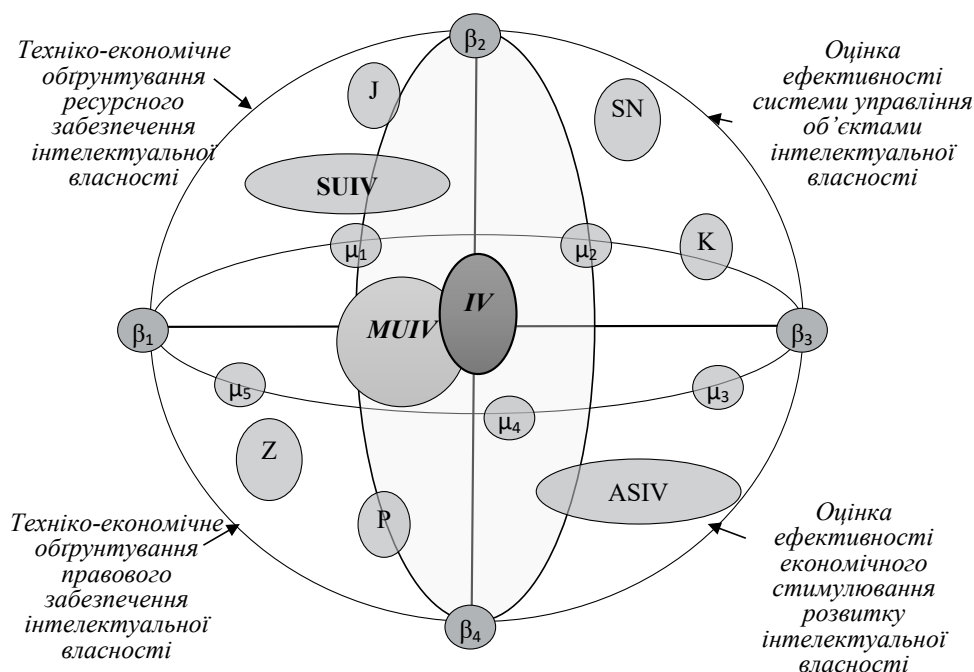 Техніко-економічне
обґрунтування
ресурсного
забезпечення
інтелектуальної
власності
Оцінка
ефективності
системи управління
об’єктами
інтелектуальної
власності
β2
J
SN
SUIV
μ1
μ2
K
IV
MUIV
β1
β3
μ5
μ3
μ4
Z
ASIV
P
β4
Техніко-економічне
обґрунтування
правового
забезпечення
інтелектуальної
власності
Оцінка
ефективності
економічного
стимулювання
розвитку
інтелектуальної
власності